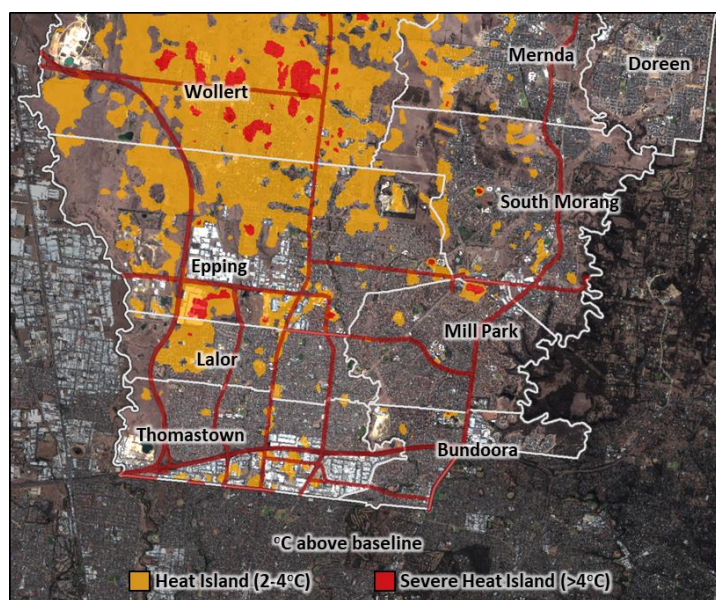 Mernda
Doreen
Wollert
South Morang
Epping
Mill Park
Lalor
Thomastown
Bundoora
°C above baseline
Heat Island (2-4°C)
Severe Heat Island (>4°C)